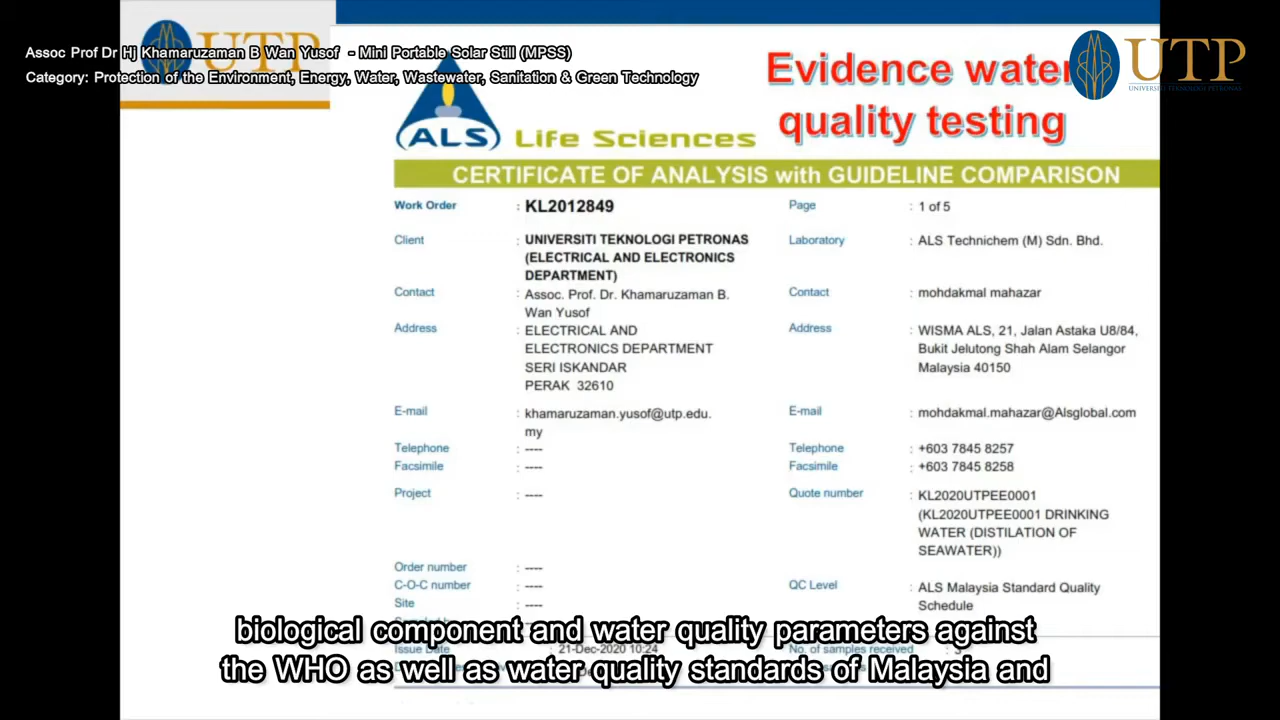 Assoc Prof Dr Hj Khamaruzaman B Wan Yusof - Mini Portable Solar Still (MPSS)
Category: Protection of the Environment, Energy, Water, Wastewater, Sanitation & Green Technology
Evidence water
quality testing
UTP
UNIVERSITI TEKNOLOGI PETRONAS
ALS Life Sciences
CERTIFICATE OF ANALYSIS with GUIDELINE COMPARISON
Work Order : KL2012849 Page : 1 of 5
Client : UNIVERSITI TEKNOLOGI PETRONAS Laboratory : ALS Technichem (M) Sdn. Bhd.
(ELECTRICAL AND ELECTRONICS
DEPARTMENT)
Contact : Assoc. Prof. Dr. Khamaruzaman B. Contact : mohdakmal mahazar
Wan Yusof
Address : ELECTRICAL AND Address : WISMA ALS, 21, Jalan Astaka U8/84,
ELECTRONICS DEPARTMENT Bukit Jelutong Shah Alam Selangor
SERI ISKANDAR Malaysia 40150
PERAK 32610
E-mail : khamaruzaman.yusof@utp.edu. E-mail : mohdakmal.mahazar@Alsglobal.com
my
Telephone : ---- Telephone : +603 7845 8257
Facsimile : ---- Facsimile : +603 7845 8258
Project : ---- Quote number : KL2020UTPEE0001
(KL2020UTPEE0001 DRINKING
WATER (DISTILATION OF
SEAWATER))
Order number : ----
C-O-C number : ---- QC Level : ALS Malaysia Standard Quality
Site : ---- Schedule
Issue Date : 21-Dec-2020 10:24 No. of samples received :
biological component and water quality parameters against
the WHO as well as water quality standards of Malaysia and